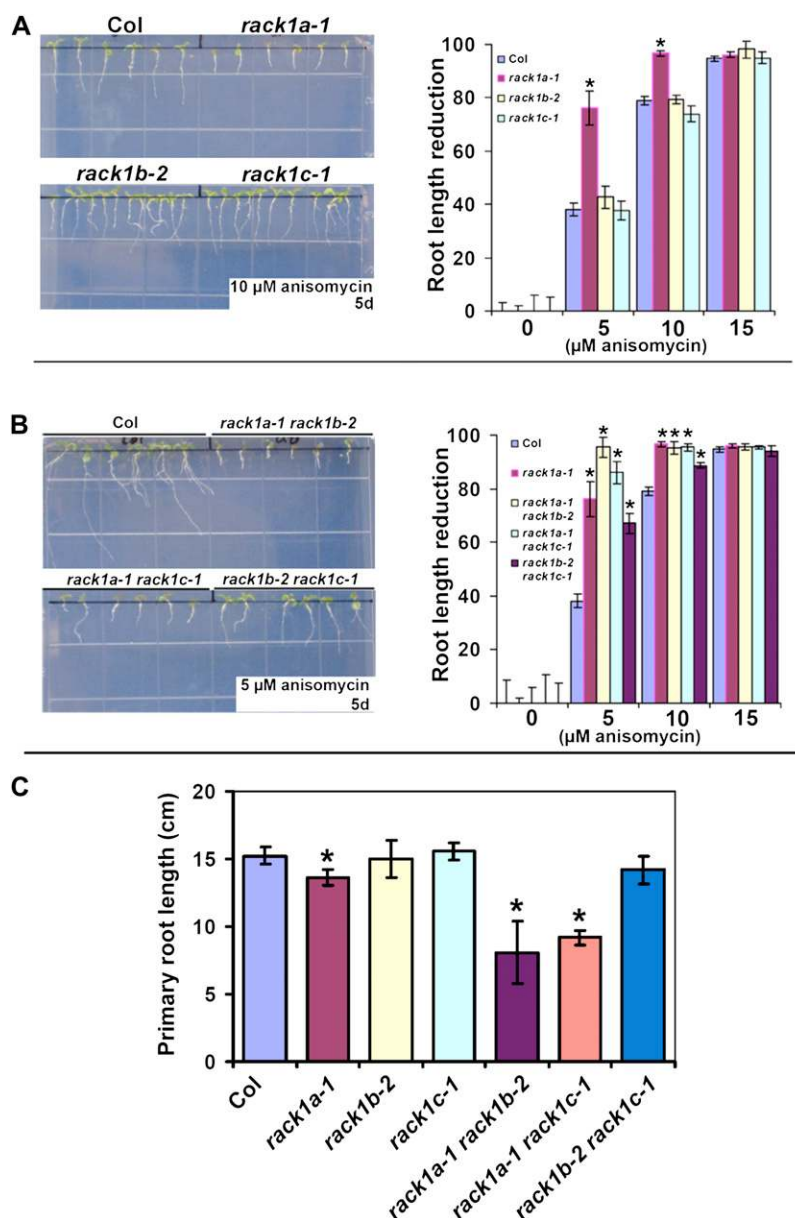 A
Col rack1a-1
rack1b-2 rack1c-1
10 µM anisomycin
5d
Root length reduction
100
80
60
40
20
0
Col
rack1a-1
rack1b-2
rack1c-1
* *
0 5 10 15
(µM anisomycin)
B
Col rack1a-1 rack1b-2
rack1a-1 rack1c-1 rack1b-2 rack1c-1
5 µM anisomycin
5d
Root length reduction
100
80
60
40
20
0
Col
rack1a-1
rack1a-1
rack1b-2
rack1a-1
rack1c-1
rack1b-2
rack1c-1
* * * * * * * *
0 5 10 15
(µM anisomycin)
C
Primary root length (cm)
20
15
10
5
0
* * *
Col
rack1a-1
rack1b-2
rack1c-1
rack1a-1 rack1b-2
rack1a-1 rack1c-1
rack1b-2 rack1c-1